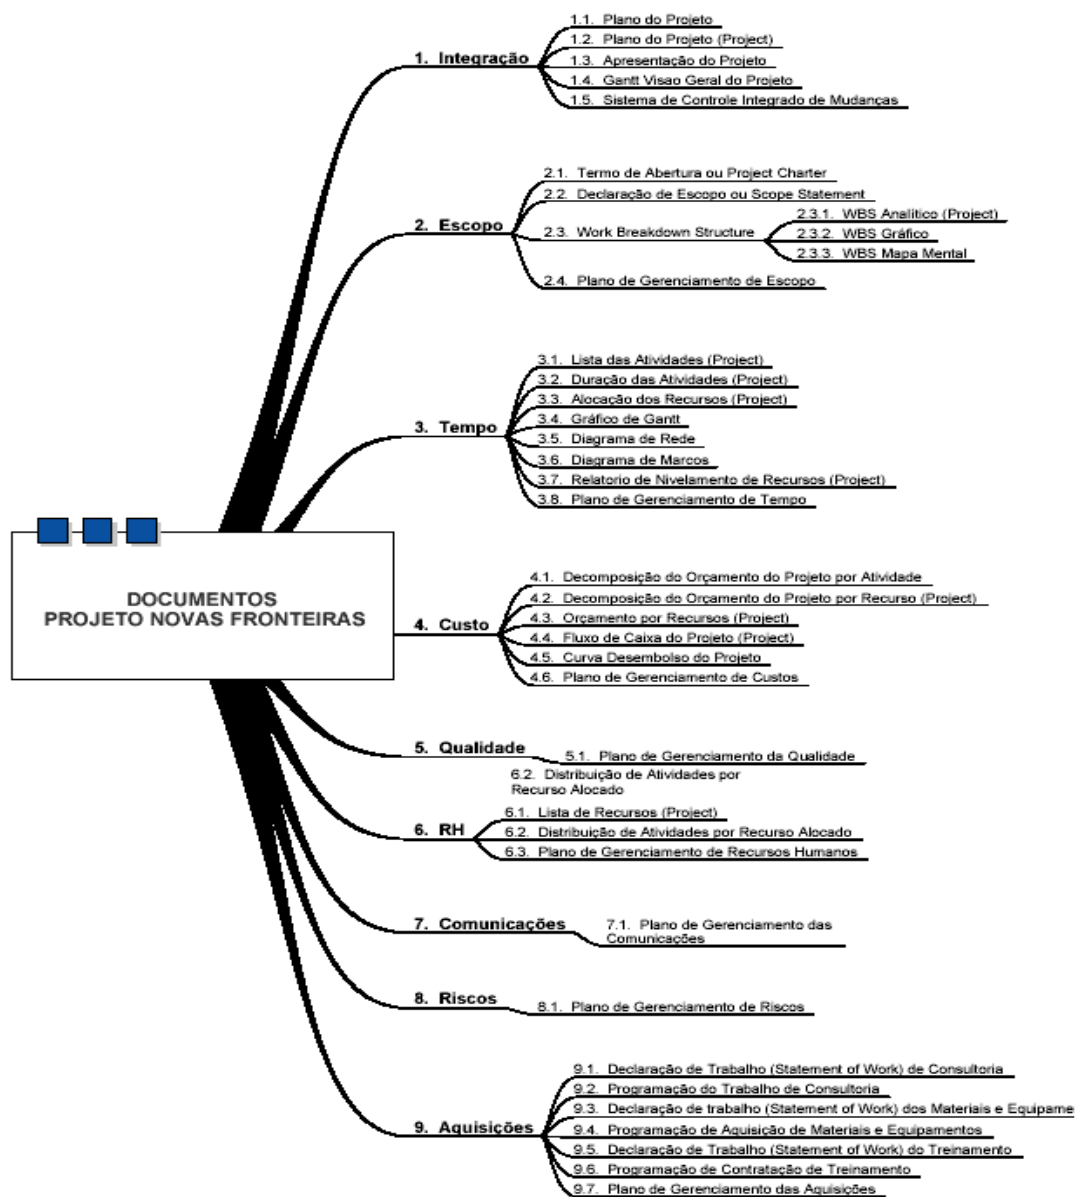 1.1. Plano do Projeto
1.2. Plano do Projeto (Project)
1. Integração
1.3. Apresentação do Projeto
1.4. Gantt Visao Geral do Projeto
1.5. Sistema de Controle Integrado de Mudanças
2.1. Termo de Abertura ou Project Charter
2.2. Declaração de Escopo ou Scope Statement
2. Escopo
2.3. Work Breakdown Structure
2.3.1. WBS Analítico (Project)
2.3.2. WBS Gráfico
2.3.3. WBS Mapa Mental
2.4. Plano de Gerenciamento de Escopo
3.1. Lista das Atividades (Project)
3.2. Duração das Atividades (Project)
3.3. Alocação dos Recursos (Project)
3. Tempo
3.4. Gráfico de Gantt
3.5. Diagrama de Rede
3.6. Diagrama de Marcos
3.7. Relatorio de Nivelamento de Recursos (Project)
3.8. Plano de Gerenciamento de Tempo
DOCUMENTOS
PROJETO NOVAS FRONTEIRAS
4.1. Decomposição do Orçamento do Projeto por Atividade
4.2. Decomposição do Orçamento do Projeto por Recurso (Project)
4. Custo
4.3. Orçamento por Recursos (Project)
4.4. Fluxo de Caixa do Projeto (Project)
4.5. Curva Desembolso do Projeto
4.6. Plano de Gerenciamento de Custos
5. Qualidade
5.1. Plano de Gerenciamento da Qualidade
6.2. Distribuição de Atividades por
Recurso Alocado
6. RH
6.1. Lista de Recursos (Project)
6.2. Distribuição de Atividades por Recurso Alocado
6.3. Plano de Gerenciamento de Recursos Humanos
7. Comunicações
7.1. Plano de Gerenciamento das
Comunicações
8. Riscos
8.1. Plano de Gerenciamento de Riscos
9.1. Declaração de Trabalho (Statement of Work) de Consultoria
9.2. Programação do Trabalho de Consultoria
9.3. Declaração de trabalho (Statement of Work) dos Materiais e Equipame
9. Aquisições
9.4. Programação de Aquisição de Materiais e Equipamentos
9.5. Declaração de Trabalho (Statement of Work) do Treinamento
9.6. Programação de Contratação de Treinamento
9.7. Plano de Gerenciamento das Aquisições